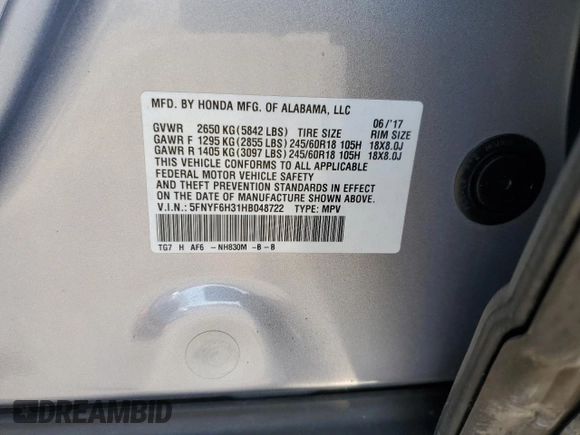 MFD. BY HONDA MFG. OF ALABAMA, LLC
06/'17
GVWR 2650 KG(5842 LBS) TIRE SIZE RIM SIZE
GAWR F 1295 KG(2855 LBS)245/60R18 105H 18X8.0J
GAWR R 1405 KG(3097 LBS)245/60R18 105H 18X8.0J
THIS VEHICLE CONFORMS TO ALL APPLICABLE
FEDERAL MOTOR VEHICLE SAFETY
AND THEFT PREVENTION STANDARDS IN EFFECT
ON THE DATE OF MANUFACTURE SHOWN ABOVE.
V.I.N.: 5FNYF6H31HB048722 TYPE: MPV
TG7 H AF6 -NH830M -B-B
DREAMBID